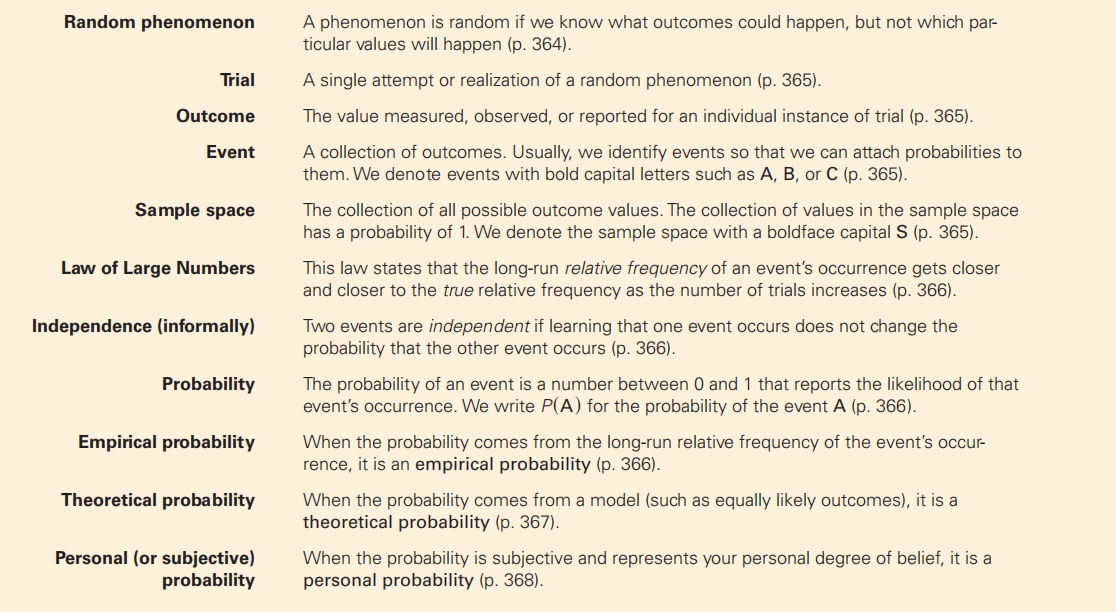 Random phenomenon A phenomenon is random if we know what outcomes could happen, but not which par-
ticular values will happen (p. 364).
Trial A single attempt or realization of a random phenomenon (p. 365).
Outcome The value measured, observed, or reported for an individual instance of trial (p. 365).
Event A collection of outcomes. Usually, we identify events so that we can attach probabilities to
them. We denote events with bold capital letters such as A, B, or C (p. 365).
Sample space The collection of all possible outcome values. The collection of values in the sample space
has a probability of 1. We denote the sample space with a boldface capital S (p. 365).
Law of Large Numbers This law states that the long-run relative frequency of an event's occurrence gets closer
and closer to the true relative frequency as the number of trials increases (p. 366).
Independence (informally) Two events are independent if learning that one event occurs does not change the
probability that the other event occurs (p. 366).
Probability The probability of an event is a number between 0 and 1 that reports the likelihood of that
event's occurrence. We write P(A) for the probability of the event A (p. 366).
Empirical probability When the probability comes from the long-run relative frequency of the event's occur-
rence, it is an empirical probability (p. 366).
Theoretical probability When the probability comes from a model (such as equally likely outcomes), it is a
theoretical probability (p. 367).
Personal (or subjective) When the probability is subjective and represents your personal degree of belief, it is a
probability personal probability (p. 368).